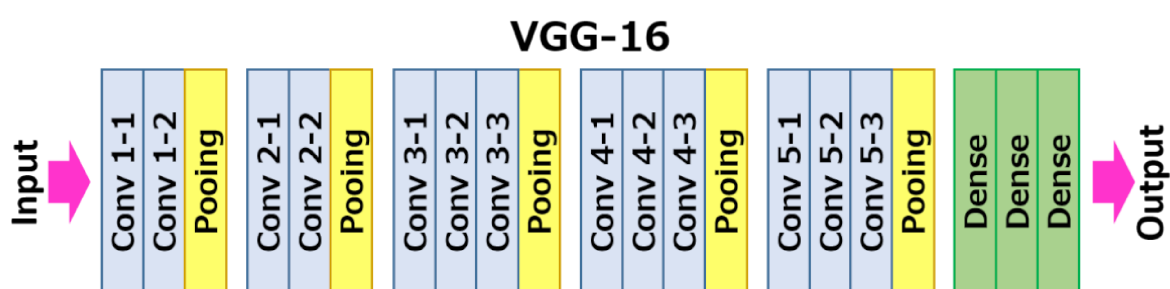 VGG-16
Input
Conv 1-1
Conv 1-2
Pooing
Conv 2-1
Conv 2-2
Pooing
Conv 3-1
Conv 3-2
Conv 3-3
Pooing
Conv 4-1
Conv 4-2
Conv 4-3
Pooing
Conv 5-1
Conv 5-2
Conv 5-3
Pooing
Dense
Dense
Dense
Output